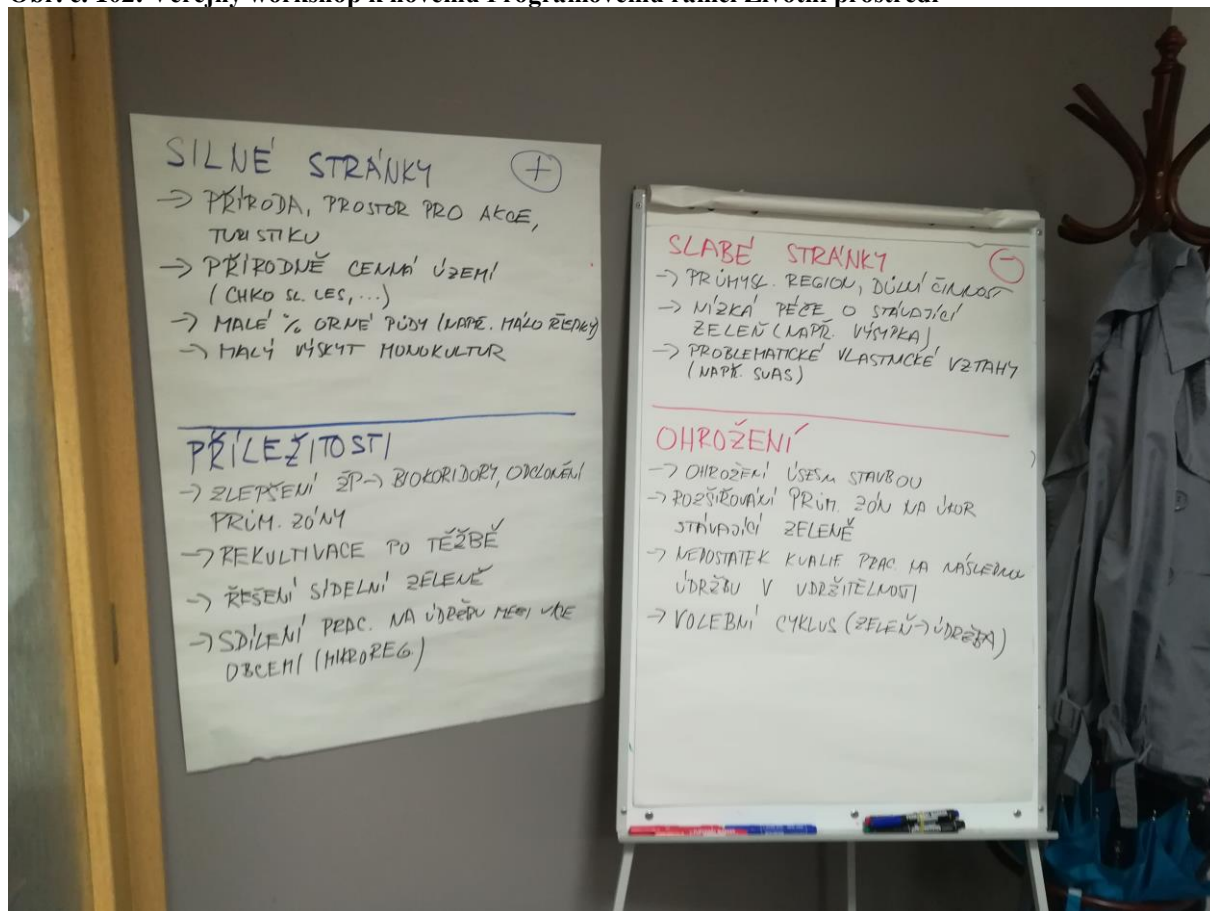 Obr. č. 102: Veřejný workshop k novému Programovému rámci Životní prostředí
SILNÉ STRÁNKY +
-> PŘÍRODA, PROSTOR PRO AKCE,
TURISTIKU
-> PŘÍRODNĚ CENNÁ ÚZEMÍ
(CHKO SL. LES, ...)
-> MALÉ % ORNÉ PŮDY (NAPŘ. MÁLO ŘEPKY)
-> MALÝ VÝSKYT MONOKULTUR
PŘÍLEŽITOSTI
-> ZLEPŠENÍ ŽP -> BIOKORIDORY, ODCLONĚNÍ
PRŮM. ZÓNY
-> REKULTIVACE PO TĚŽBĚ
-> ŘEŠENÍ SÍDELNÍ ZELENĚ
-> SDÍLENÍ PRAC. NA ÚDRŽBU MEZI VÍCE
OBCEMI (MIKROREG.)
SLABÉ STRÁNKY -
-> PRŮMYSL. REGION, DŮLNÍ ČINNOST
-> NÍZKÁ PÉČE O STÁVAJÍCÍ
ZELEŇ (NAPŘ. VÝSYPKA)
-> PROBLEMATICKÉ VLASTNICKÉ VZTAHY
(NAPŘ. SUAS)
OHROŽENÍ
-> OHROŽENÍ ÚSES STAVBOU
-> ROZŠIŘOVÁNÍ PRŮM. ZÓN NA ÚKOR
STÁVAJÍCÍ ZELENĚ
-> NEDOSTATEK KVALIF. PRAC. NA NÁSLEDNOU
ÚDRŽBU V UDRŽITELNOSTI
-> VOLEBNÍ CYKLUS (ZELEŇ -> ÚDRŽBA)